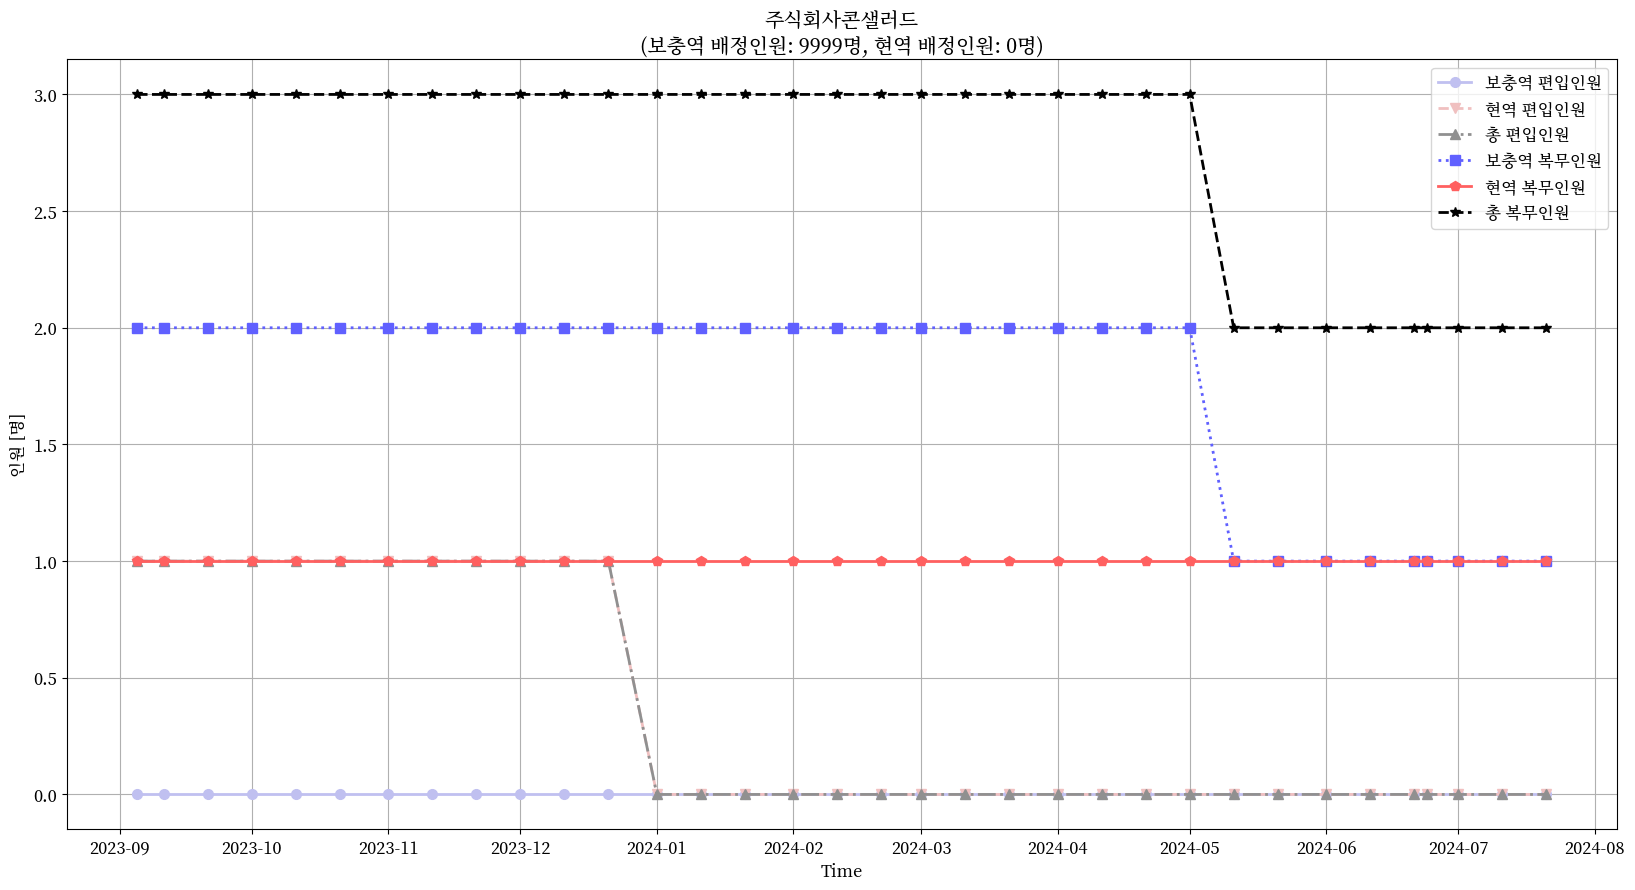 주식회사콘샐러드
(보충역 배정인원: 9999명, 현역 배정인원: 0명)
보충역 편입인원
현역 편입인원
총 편입인원
보충역 복무인원
현역 복무인원
총 복무인원
인원 [명]
3.0
2.5
2.0
1.5
1.0
0.5
0.0
2023-09
2023-10
2023-11
2023-12
2024-01
2024-02
2024-03
2024-04
2024-05
2024-06
2024-07
2024-08
Time